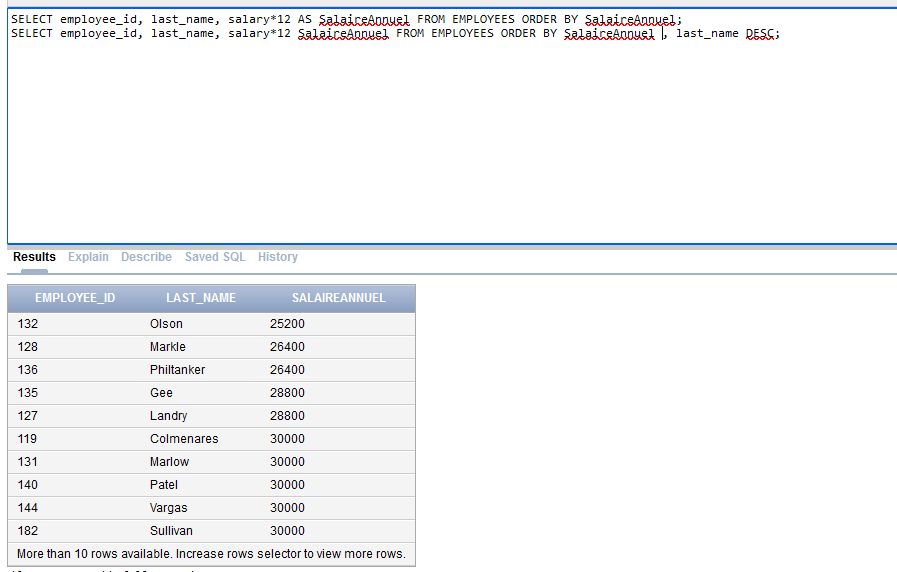 SELECT employee_id, last_name, salary*12 AS SalaireAnnuel FROM EMPLOYEES ORDER BY SalaireAnnuel;
SELECT employee_id, last_name, salary*12 SalaireAnnuel FROM EMPLOYEES ORDER BY SalaireAnnuel , last_name DESC;
Results Explain Describe Saved SQL History
EMPLOYEE_ID LAST_NAME SALAIREANNUEL
132 Olson 25200
128 Markle 26400
136 Philtanker 26400
135 Gee 28800
127 Landry 28800
119 Colmenares 30000
131 Marlow 30000
140 Patel 30000
144 Vargas 30000
182 Sullivan 30000
More than 10 rows available. Increase rows selector to view more rows.